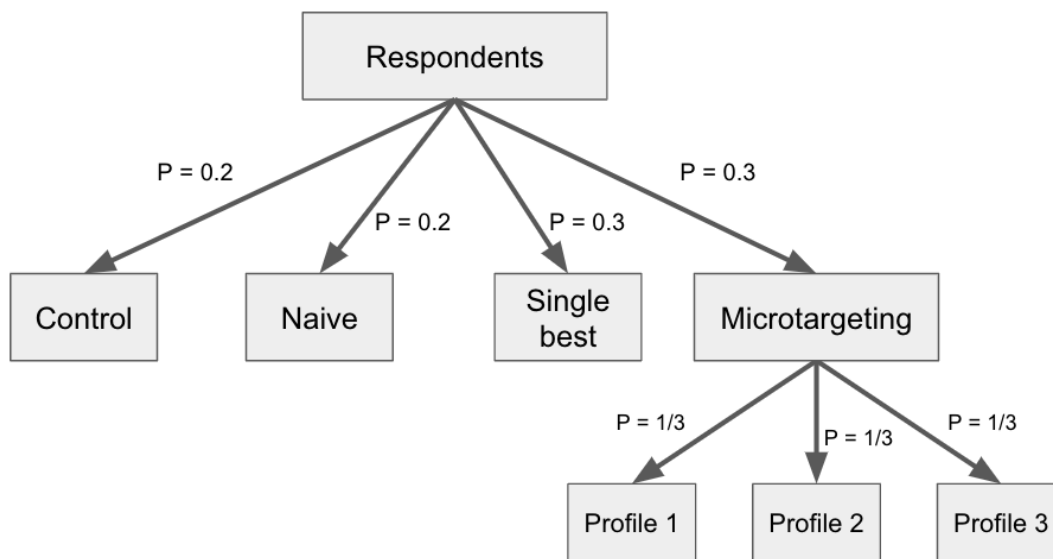 Respondents
P = 0.2
P = 0.3
P = 0.2
P = 0.3
Control
Naive
Single
best
Microtargeting
P = 1/3
P = 1/3
P = 1/3
Profile 1
Profile 2
Profile 3